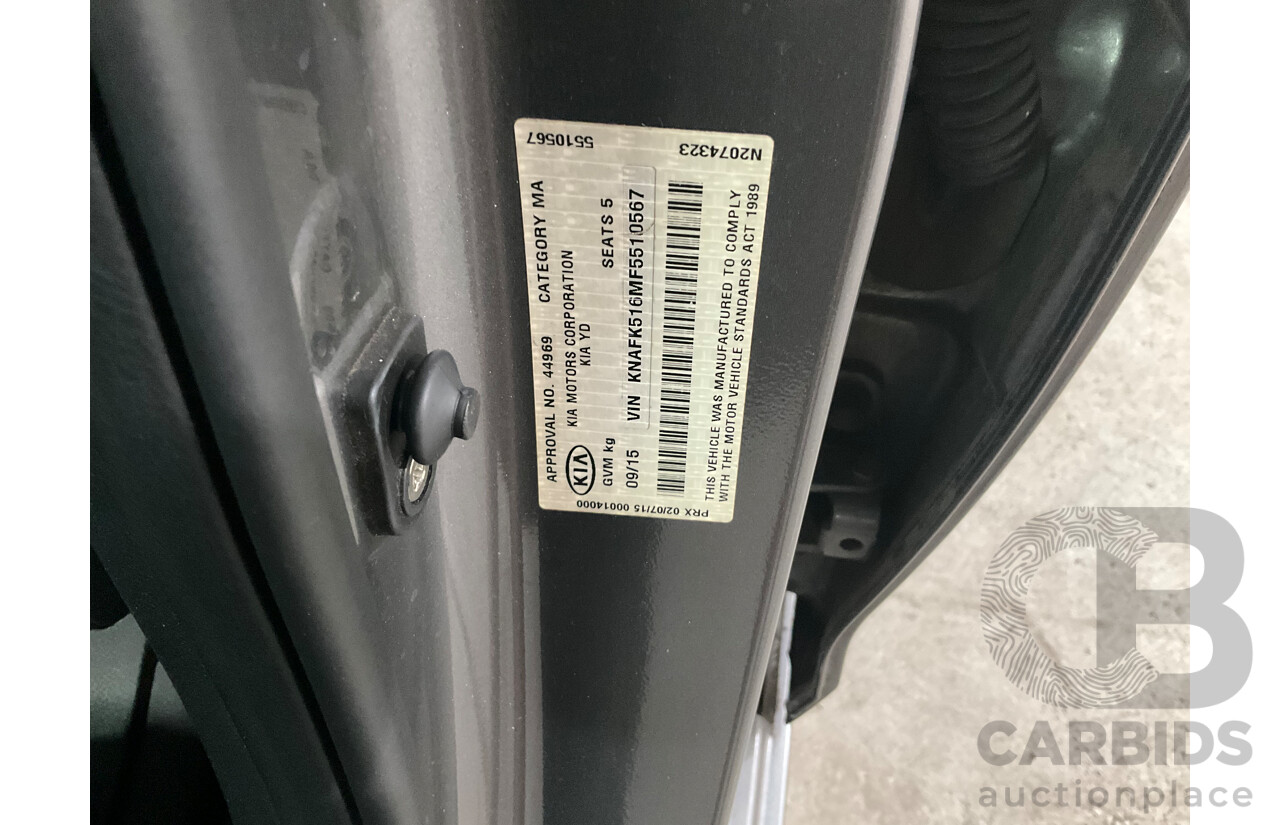 5510567
N2074323
APPROVAL NO. 44969 CATEGORY MA
KIA MOTORS CORPORATION
KIA YD
KIA
GVM kg SEATS 5
09/15 VIN KNAFK516MF5510567
THIS VEHICLE WAS MANUFACTURED TO COMPLY
WITH THE MOTOR VEHICLE STANDARDS ACT 1989
PRX 02/07/15 00014000
CB
CARBIDS
auctionplace